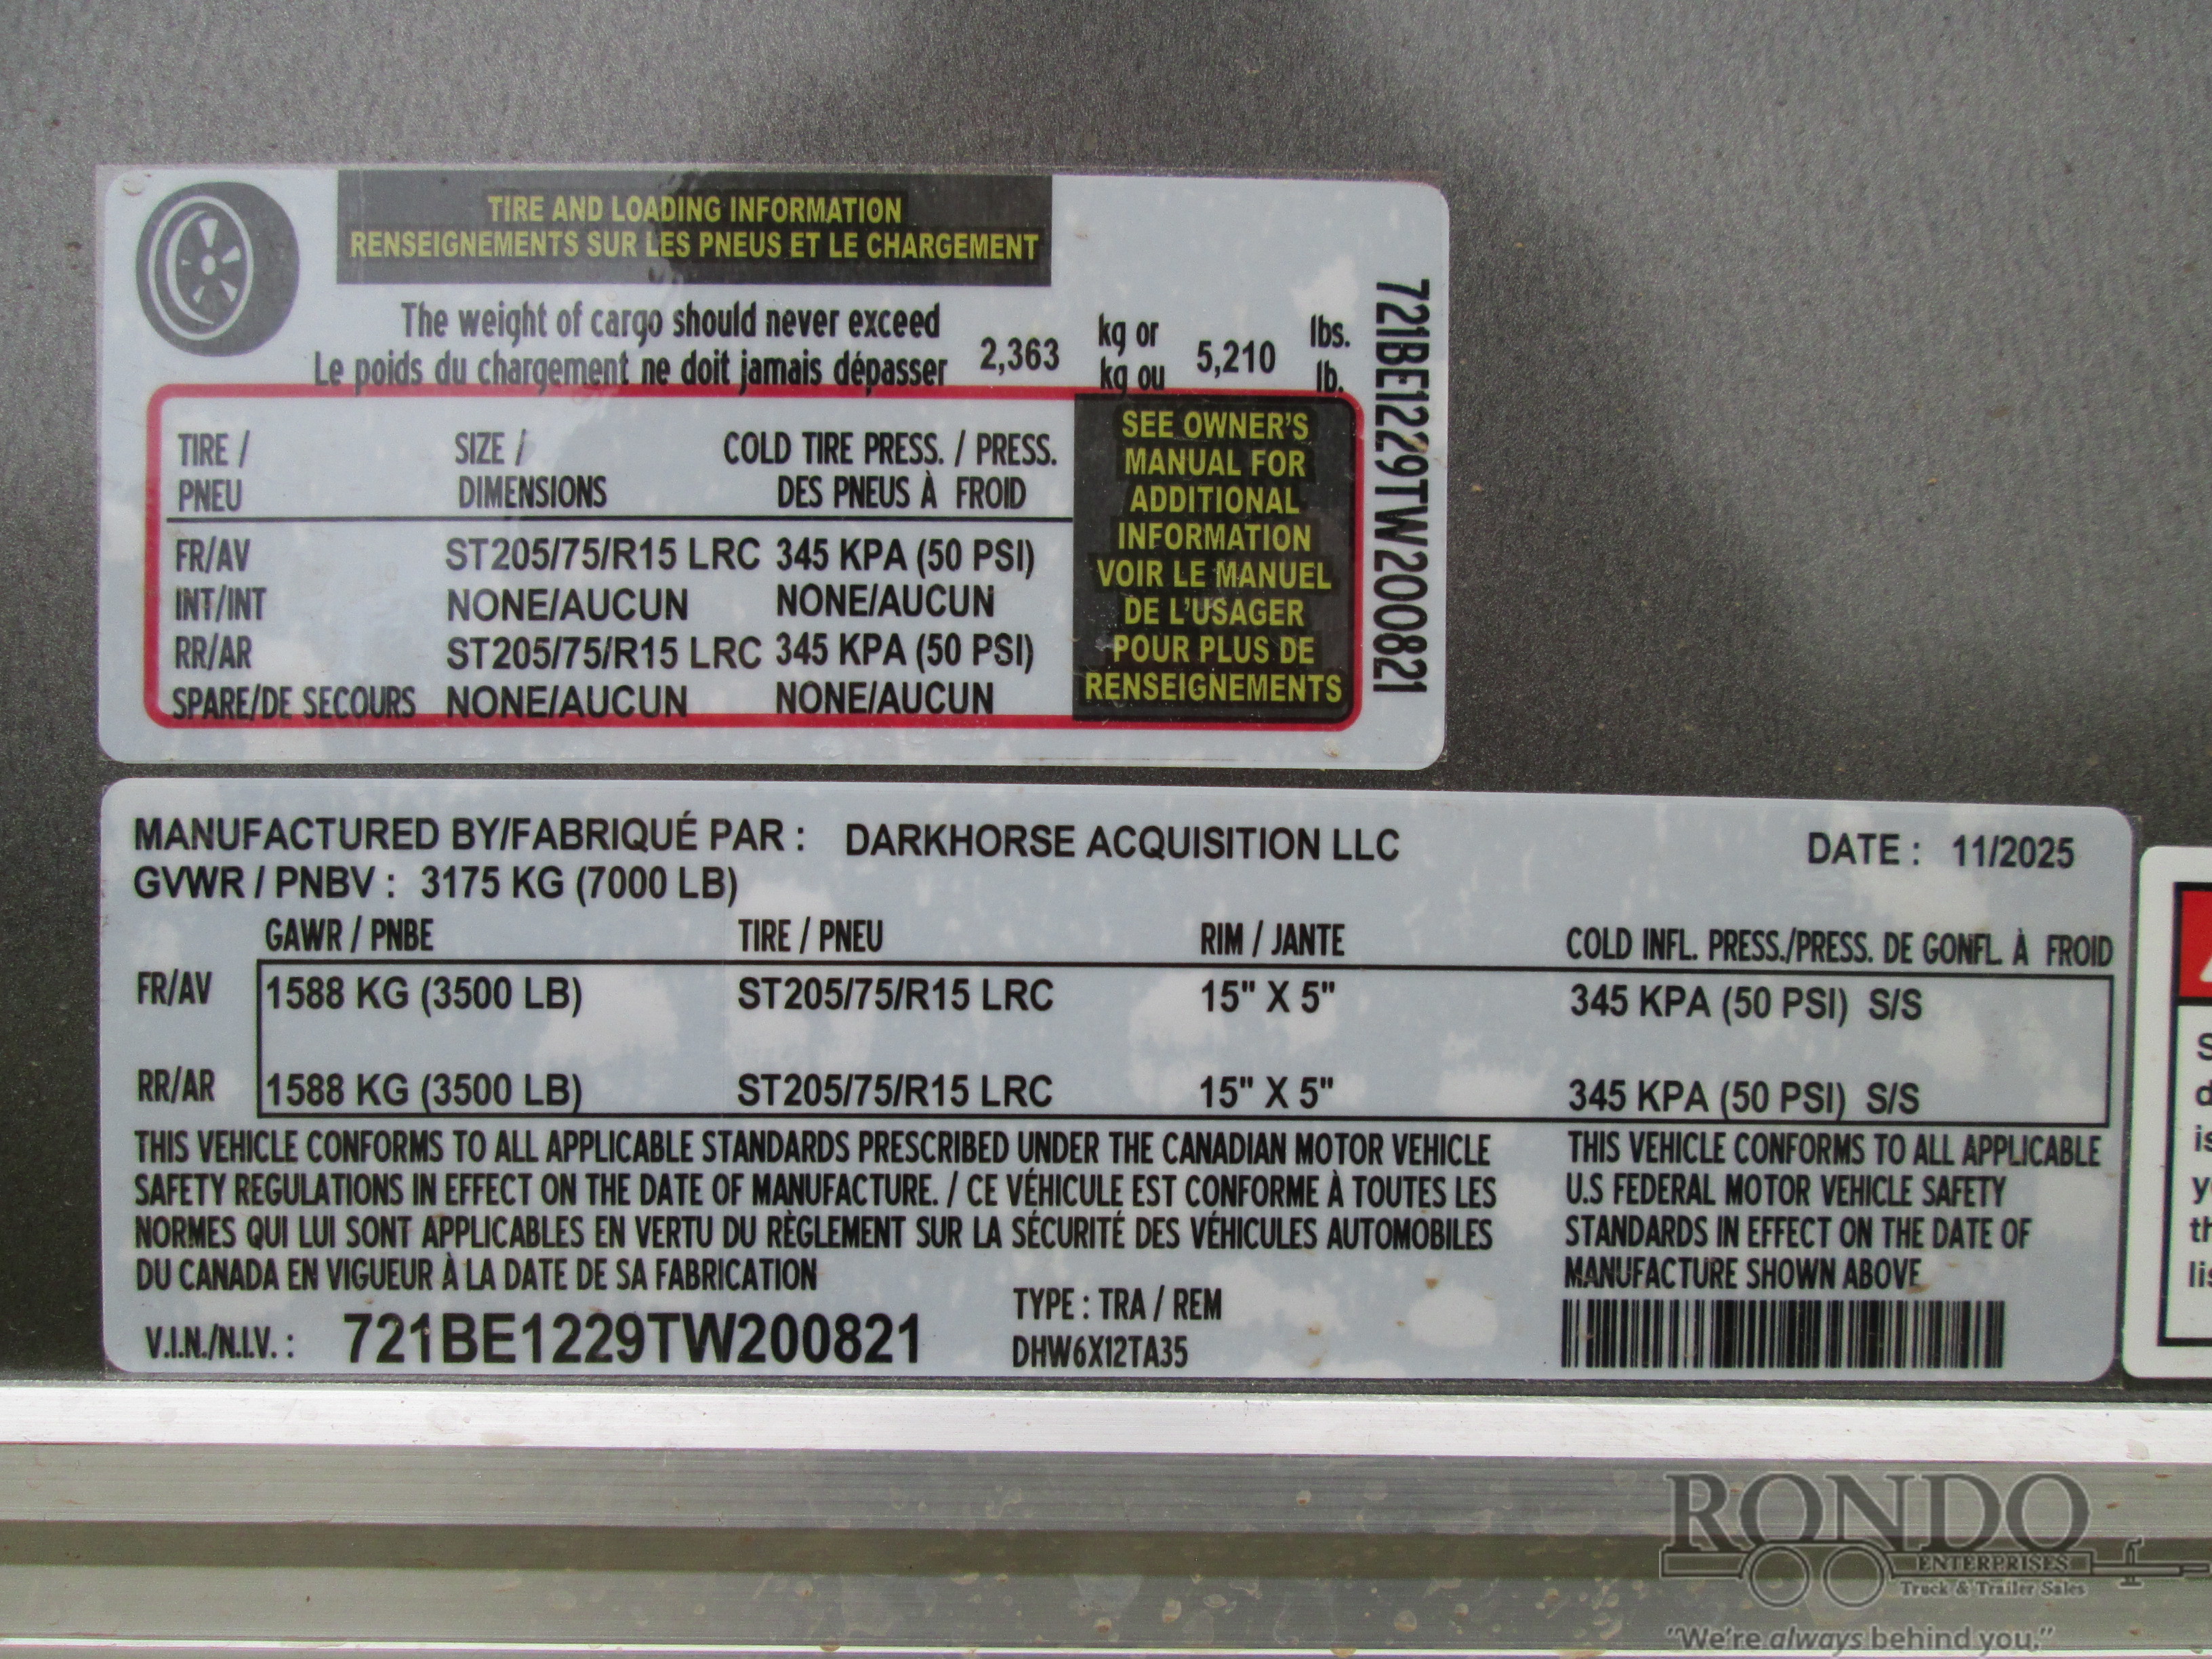 TIRE AND LOADING INFORMATION
RENSEIGNEMENTS SUR LES PNEUS ET LE CHARGEMENT
The weight of cargo should never exceed
Le poids du chargement ne doit jamais dépasser
2,363
kg or
kg ou
5,210
lbs.
lb.
721BE1229TW200821
TIRE / SIZE / COLD TIRE PRESS. / PRESS.
PNEU DIMENSIONS DES PNEUS À FROID
FR/AV ST205/75/R15 LRC 345 KPA (50 PSI)
INT/INT NONE/AUCUN NONE/AUCUN
RR/AR ST205/75/R15 LRC 345 KPA (50 PSI)
SPARE/DE SECOURS NONE/AUCUN NONE/AUCUN
SEE OWNER'S
MANUAL FOR
ADDITIONAL
INFORMATION
VOIR LE MANUEL
DE L'USAGER
POUR PLUS DE
RENSEIGNEMENTS
MANUFACTURED BY/FABRIQUÉ PAR : DARKHORSE ACQUISITION LLC DATE : 11/2025
GVWR / PNBV : 3175 KG (7000 LB)
GAWR / PNBE TIRE / PNEU RIM / JANTE COLD INFL. PRESS./PRESS. DE GONFL. À FROID
FR/AV 1588 KG (3500 LB) ST205/75/R15 LRC 15" X 5" 345 KPA (50 PSI) S/S
RR/AR 1588 KG (3500 LB) ST205/75/R15 LRC 15" X 5" 345 KPA (50 PSI) S/S
THIS VEHICLE CONFORMS TO ALL APPLICABLE STANDARDS PRESCRIBED UNDER THE CANADIAN MOTOR VEHICLE
SAFETY REGULATIONS IN EFFECT ON THE DATE OF MANUFACTURE. / CE VÉHICULE EST CONFORME À TOUTES LES
NORMES QUI LUI SONT APPLICABLES EN VERTU DU RÈGLEMENT SUR LA SÉCURITÉ DES VÉHICULES AUTOMOBILES
DU CANADA EN VIGUEUR À LA DATE DE SA FABRICATION
THIS VEHICLE CONFORMS TO ALL APPLICABLE
U.S FEDERAL MOTOR VEHICLE SAFETY
STANDARDS IN EFFECT ON THE DATE OF
MANUFACTURE SHOWN ABOVE
V.I.N./N.I.V. : 721BE1229TW200821
TYPE : TRA / REM
DHW6X12TA35
RONDO
ENTERPRISES
Truck & Trailer Sales
"We're always behind you."